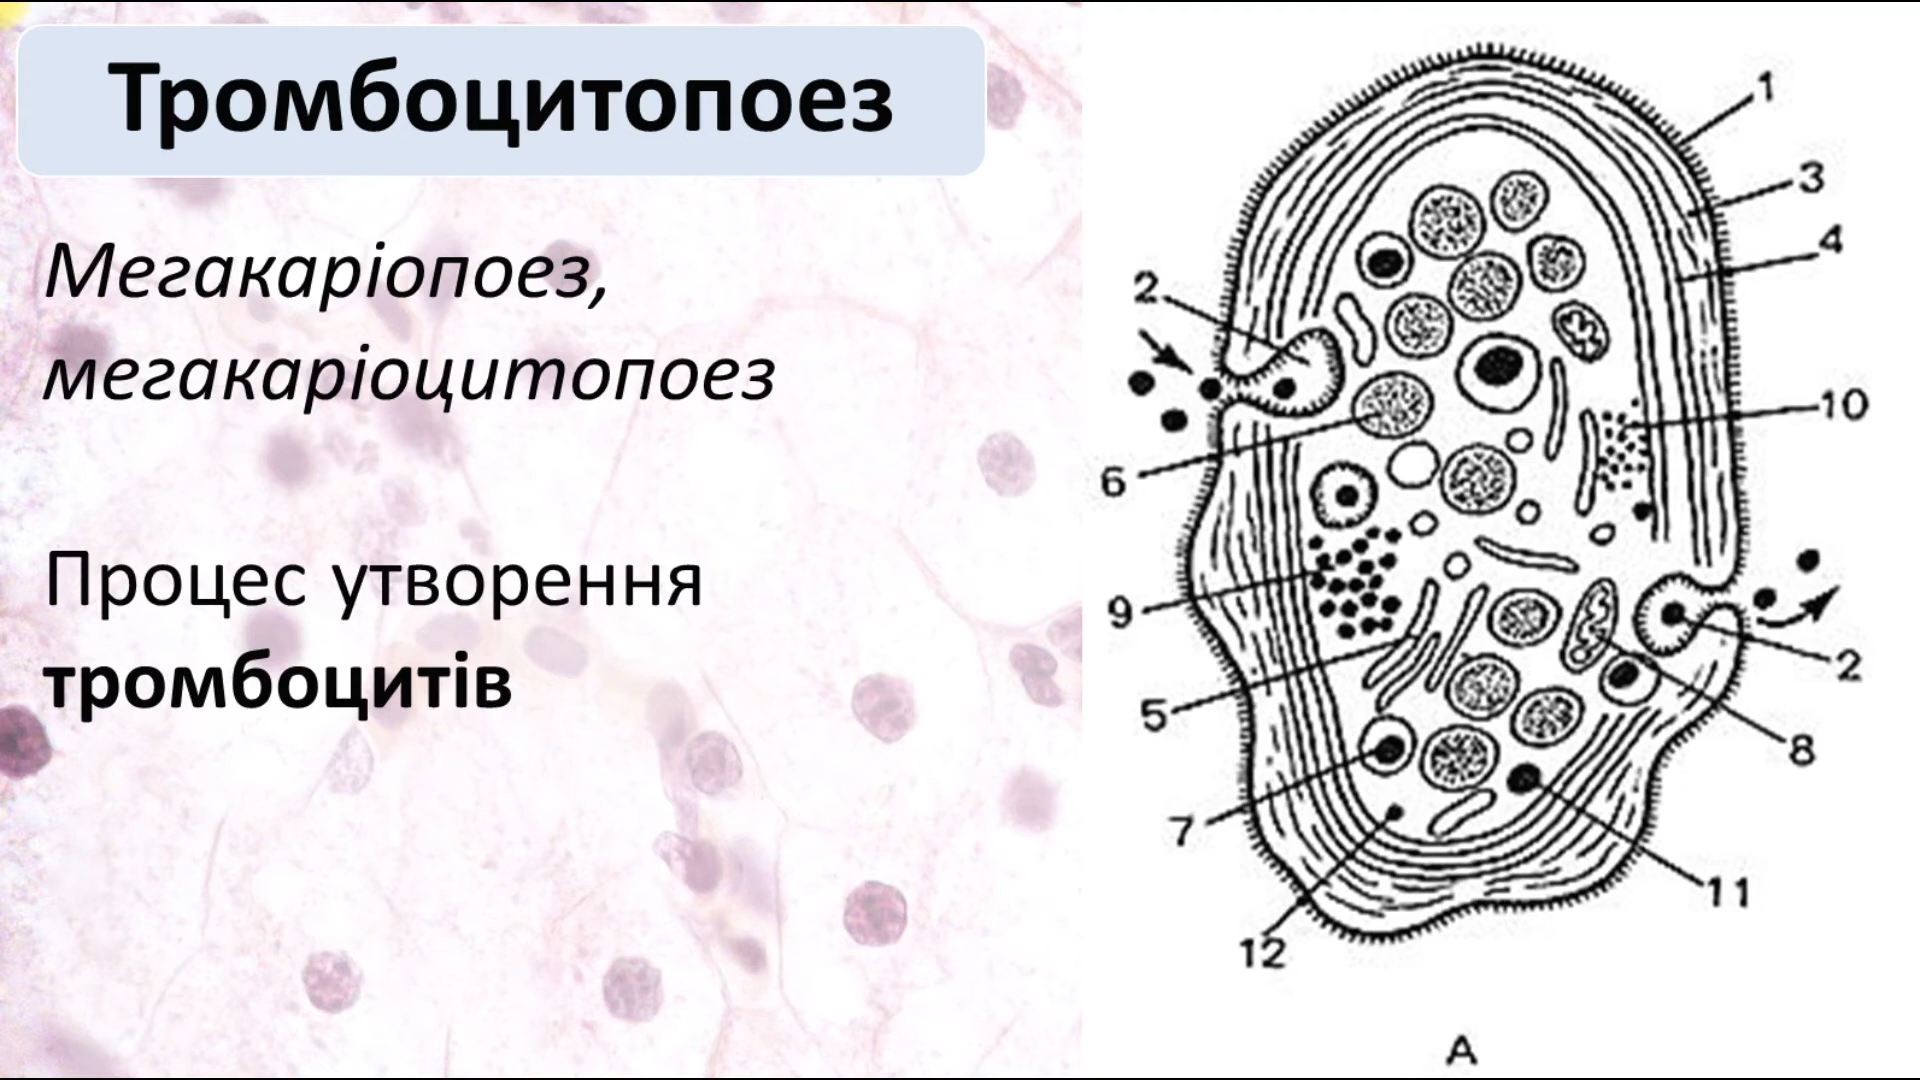 Тромбоцитопоез
Мегакаріопоез,
мегакаріоцитопоез
Процес утворення
тромбоцитів
1
3
4
2
10
6
9
2
5
8
7
11
12
А